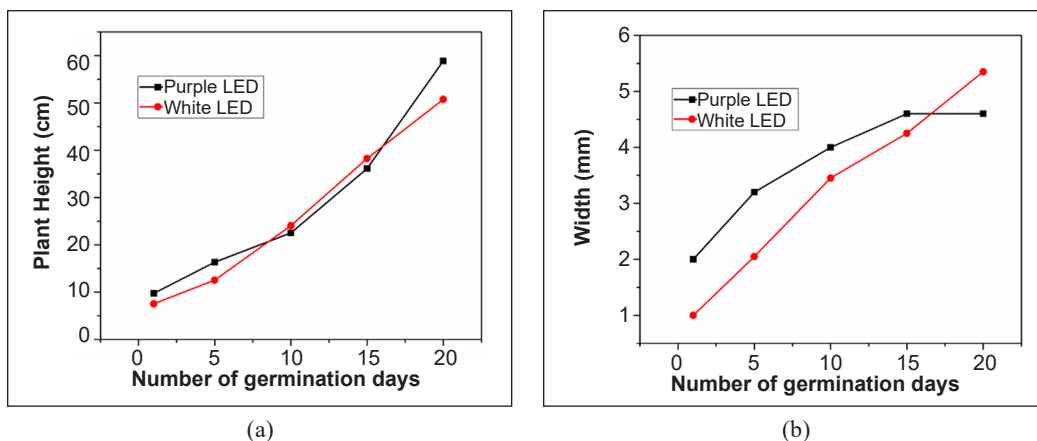 60
50
40
30
20
10
0
Plant Height (cm)
Purple LED
White LED
0 5 10 15 20
Number of germination days
(a)
6
5
4
3
2
1
Width (mm)
Purple LED
White LED
0 5 10 15 20
Number of germination days
(b)